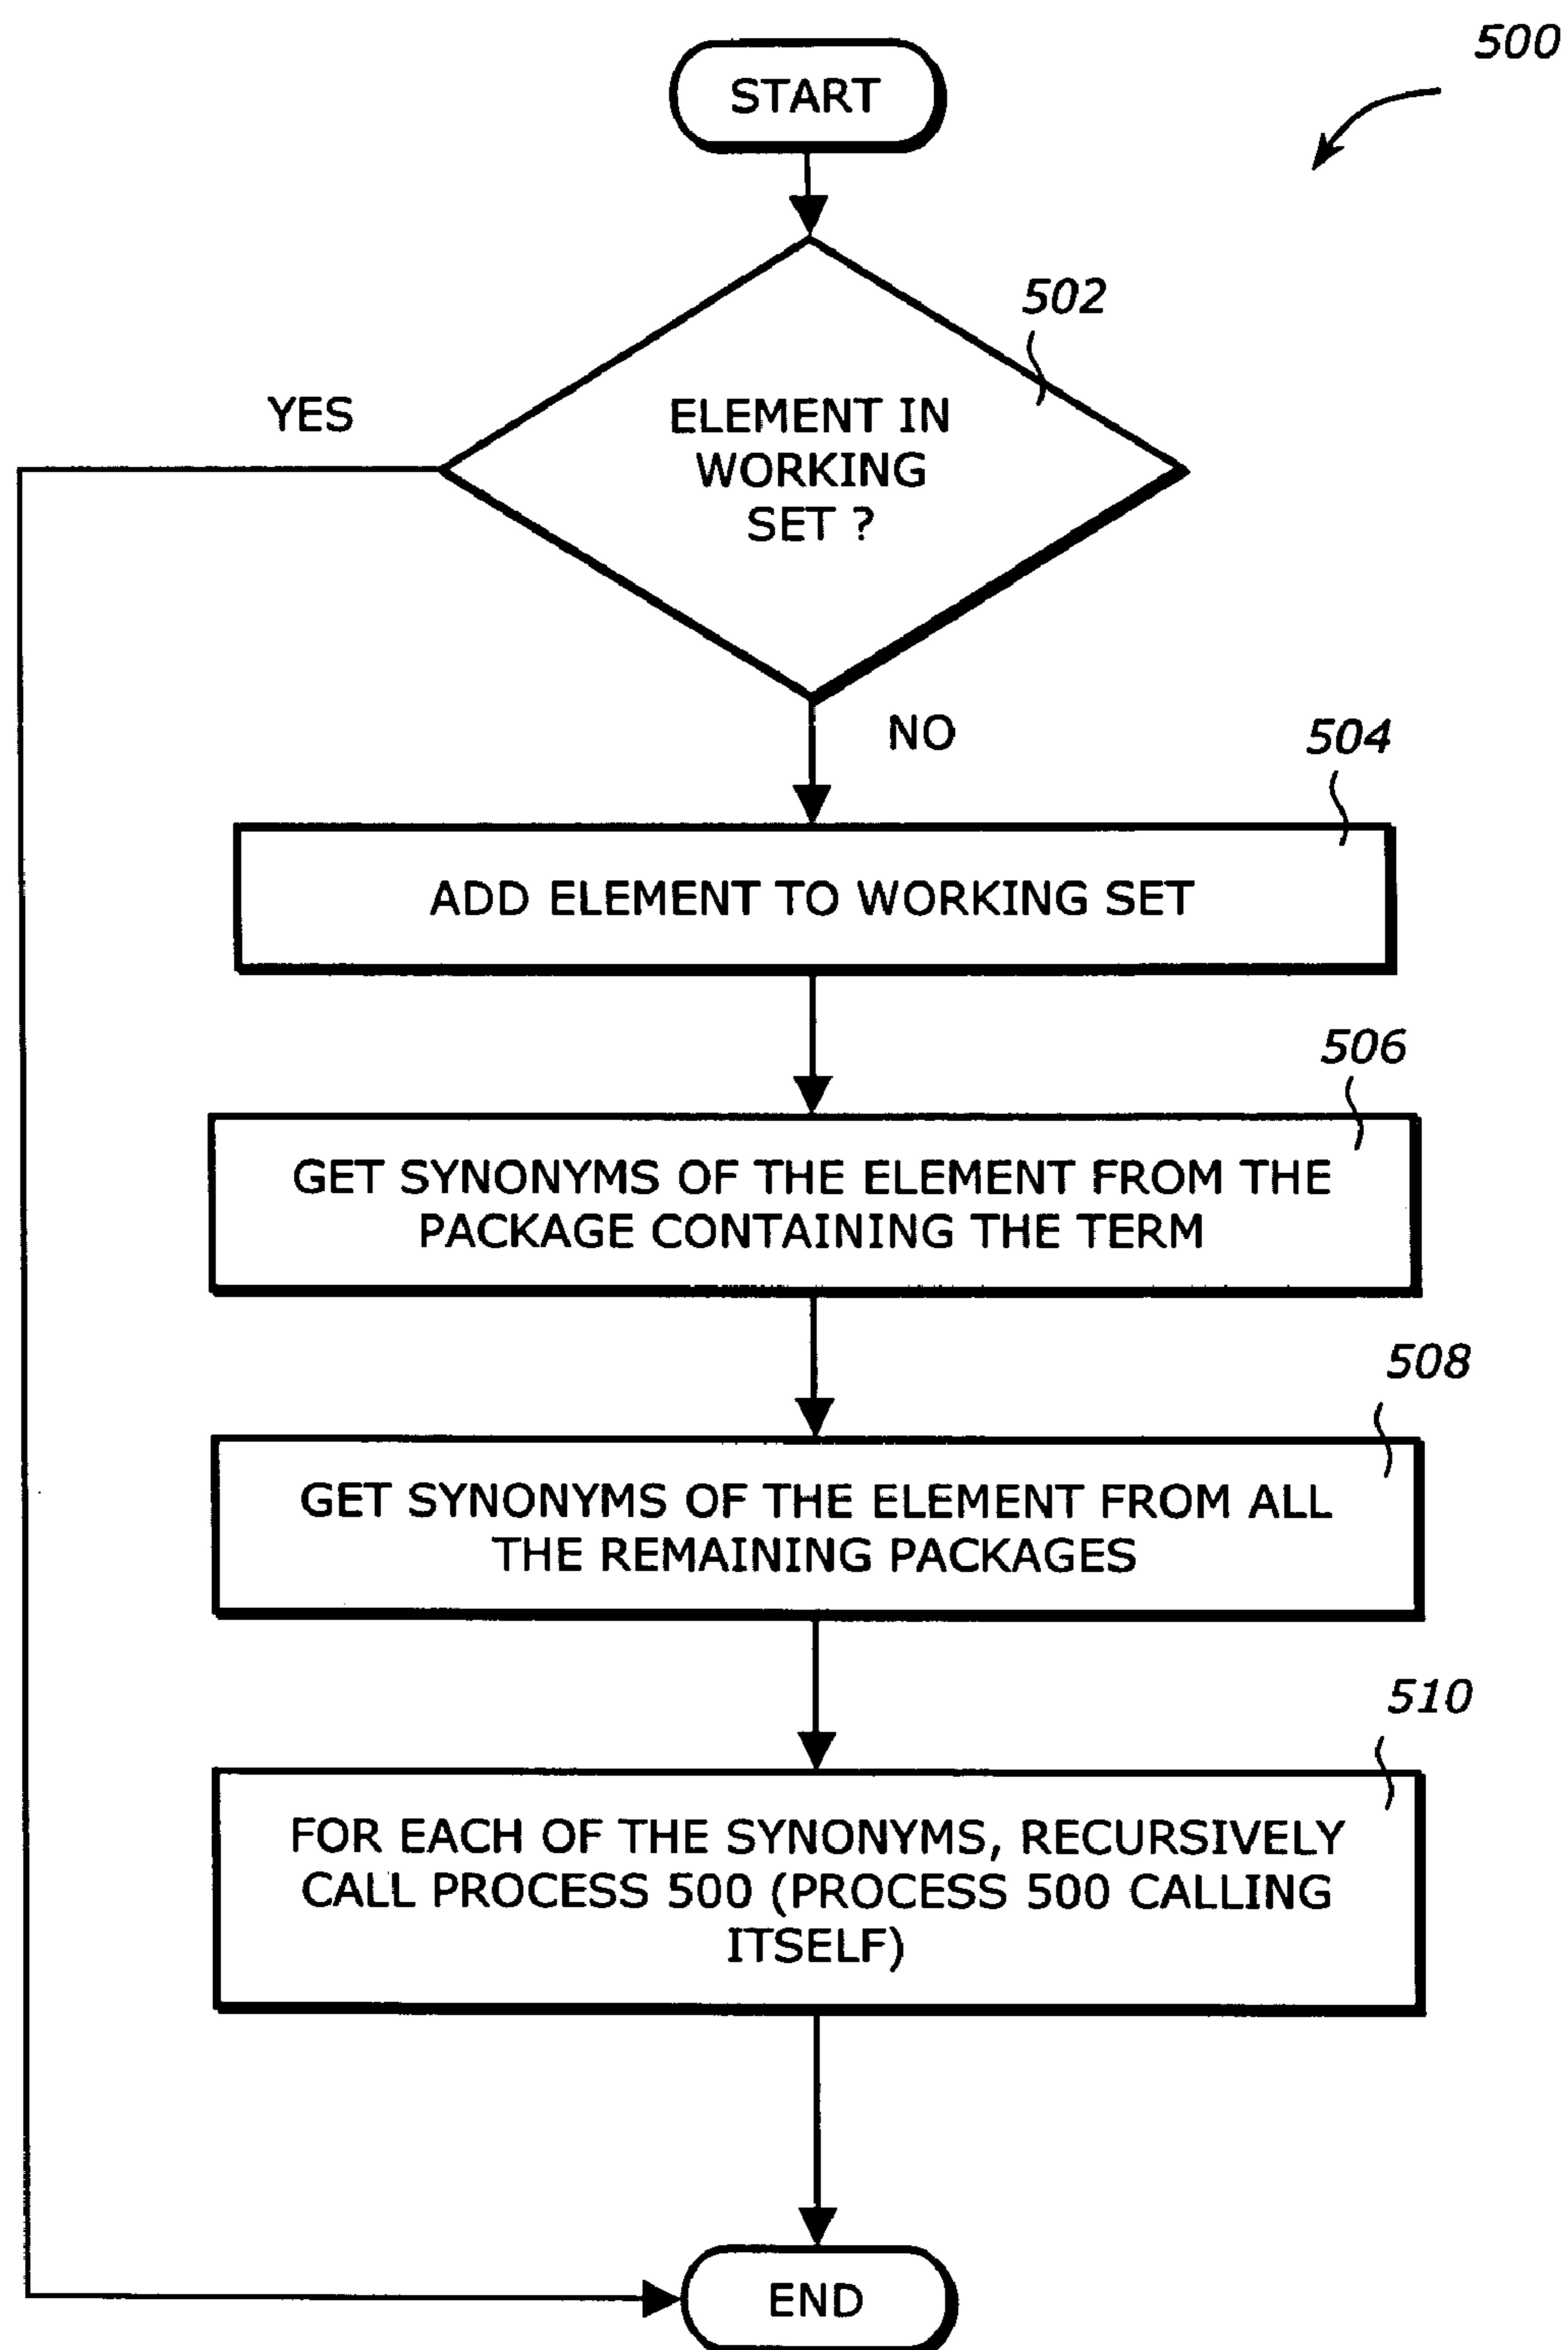 500
START
502
ELEMENT IN
WORKING
SET ?
YES
NO
504
ADD ELEMENT TO WORKING SET
506
GET SYNONYMS OF THE ELEMENT FROM THE
PACKAGE CONTAINING THE TERM
508
GET SYNONYMS OF THE ELEMENT FROM ALL
THE REMAINING PACKAGES
510
FOR EACH OF THE SYNONYMS, RECURSIVELY
CALL PROCESS 500 (PROCESS 500 CALLING
ITSELF)
END